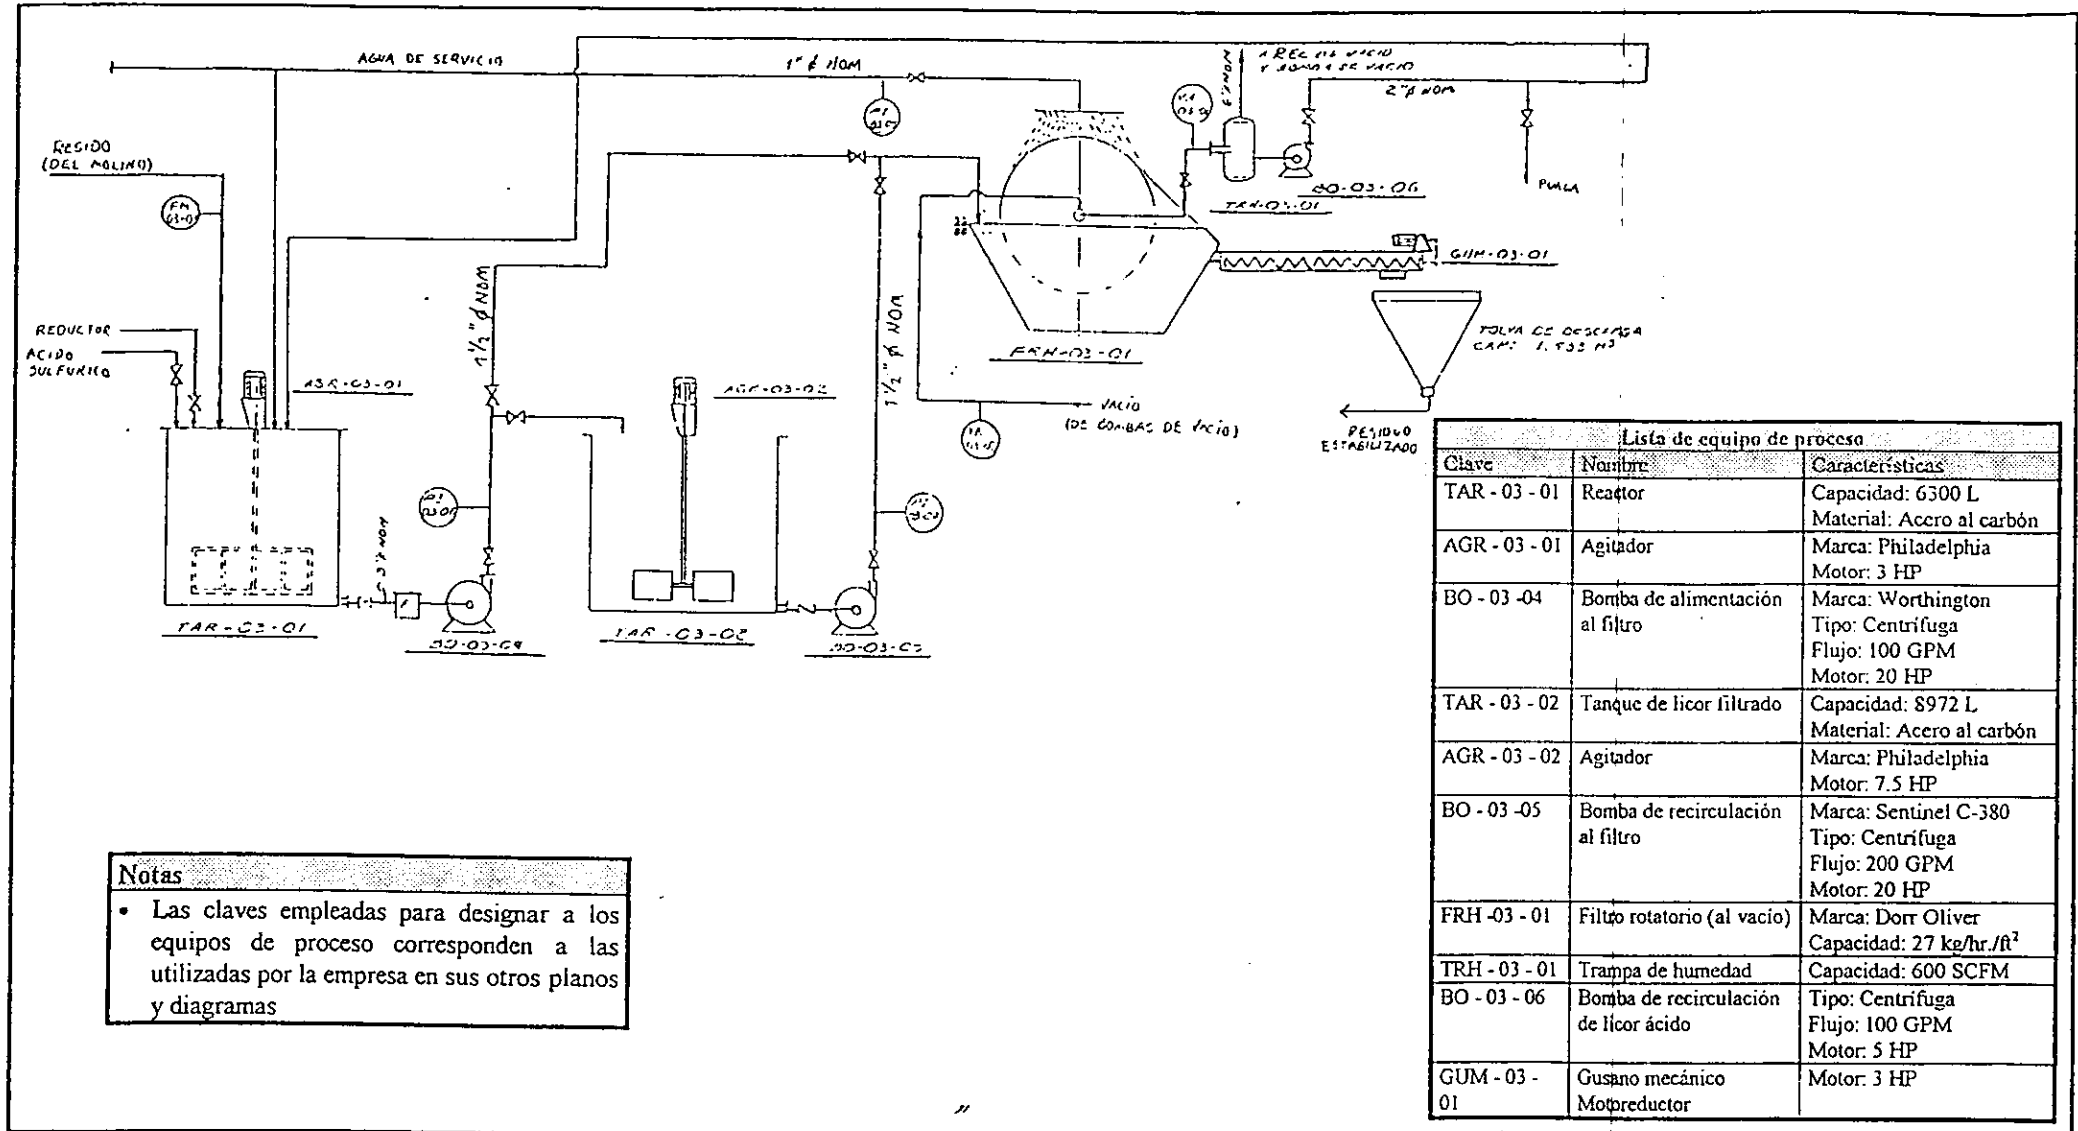 AGUA DE SERVICIO
1" ⌀ NOM
6" ⌀ NOM
Y BOMBA DE VACIO
2" ⌀ NOM
RESIDO
(DEL MOLINO)
FM
PURGA
BO-03-06
TRH-03-01
GUM-03-01
1 1/2" ⌀ NOM
1 1/2" ⌀ NOM
REDUCTOR
ACIDO
SULFURICO
AGR-03-02
FRH-03-01
TOLVA DE DESCARGA
VACIO
(DE BOMBAS DE VACIO)
RESIDUO
ESTABILIZADO
3" ⌀ NOM
TAR-03-01
BO-03-04
TAR-03-02
Lista de equipo de proceso
Clave Nombre Características
TAR - 03 - 01 Reactor Capacidad: 6300 L
Material: Acero al carbón
AGR - 03 - 01 Agitador Marca: Philadelphia
Motor: 3 HP
BO - 03 -04 Bomba de alimentación Marca: Worthington
al filtro Tipo: Centrífuga
Flujo: 100 GPM
Motor: 20 HP
TAR - 03 - 02 Tanque de licor filtrado Capacidad: 8972 L
Material: Acero al carbón
AGR - 03 - 02 Agitador Marca: Philadelphia
Motor: 7.5 HP
BO - 03 -05 Bomba de recirculación Marca: Sentinel C-380
al filtro Tipo: Centrífuga
Flujo: 200 GPM
Motor: 20 HP
FRH -03 - 01 Filtro rotatorio (al vacío) Marca: Dorr Oliver
Capacidad: 27 kg/hr./ft²
TRH - 03 - 01 Trampa de humedad Capacidad: 600 SCFM
BO - 03 - 06 Bomba de recirculación Tipo: Centrífuga
de licor ácido Flujo: 100 GPM
Motor: 5 HP
GUM - 03 - Gusano mecánico Motor: 3 HP
01 Motoreductor
Notas
• Las claves empleadas para designar a los
equipos de proceso corresponden a las
utilizadas por la empresa en sus otros planos
y diagramas